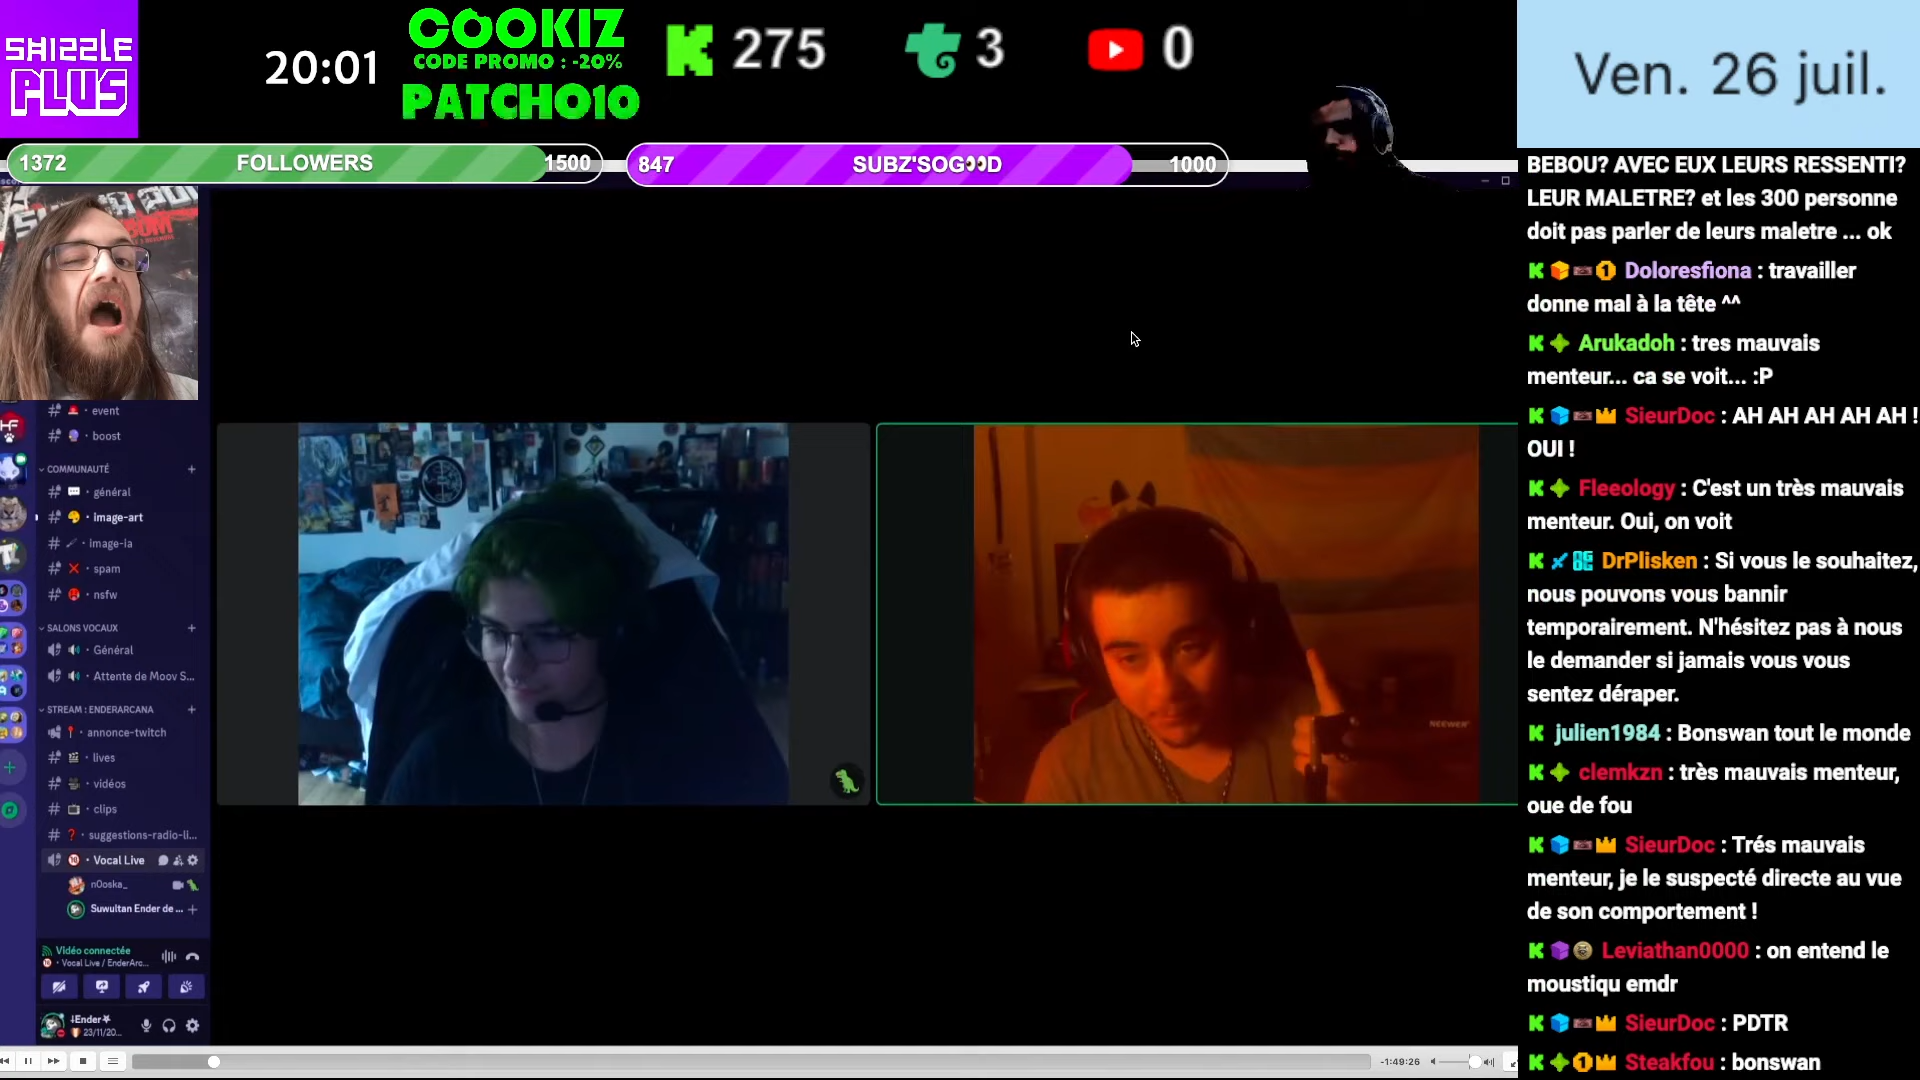 SHIZZLE
PLUS
20:01
COOKIZ
CODE PROMO : -20%
PATCHO10
275
3
0
Ven. 26 juil.
1372 FOLLOWERS 1500
847 SUBZ'SOG👀D 1000
event
boost
COMMUNAUTÉ
général
image-art
image-ia
spam
nsfw
SALONS VOCAUX
Général
Attente de Moov S...
STREAM : ENDERARCANA
annonce-twitch
lives
vidéos
clips
suggestions-radio-li...
Vocal Live
n0oska_
Suwultan Ender de ...
Vidéo connectée
Vocal Live / EnderArc...
Ender
23/11/20...
NEEWER
-1:49:26
BEBOU? AVEC EUX LEURS RESSENTI?
LEUR MALETRE? et les 300 personne
doit pas parler de leurs maletre ... ok
Doloresfiona : travailler
donne mal à la tête ^^
Arukadoh : tres mauvais
menteur... ca se voit... :P
SieurDoc : AH AH AH AH AH !
OUI !
Fleeology : C'est un très mauvais
menteur. Oui, on voit
DrPlisken : Si vous le souhaitez,
nous pouvons vous bannir
temporairement. N'hésitez pas à nous
le demander si jamais vous vous
sentez déraper.
julien1984 : Bonswan tout le monde
clemkzn : très mauvais menteur,
oue de fou
SieurDoc : Trés mauvais
menteur, je le suspecté directe au vue
de son comportement !
Leviathan0000 : on entend le
moustiqu emdr
SieurDoc : PDTR
Steakfou : bonswan